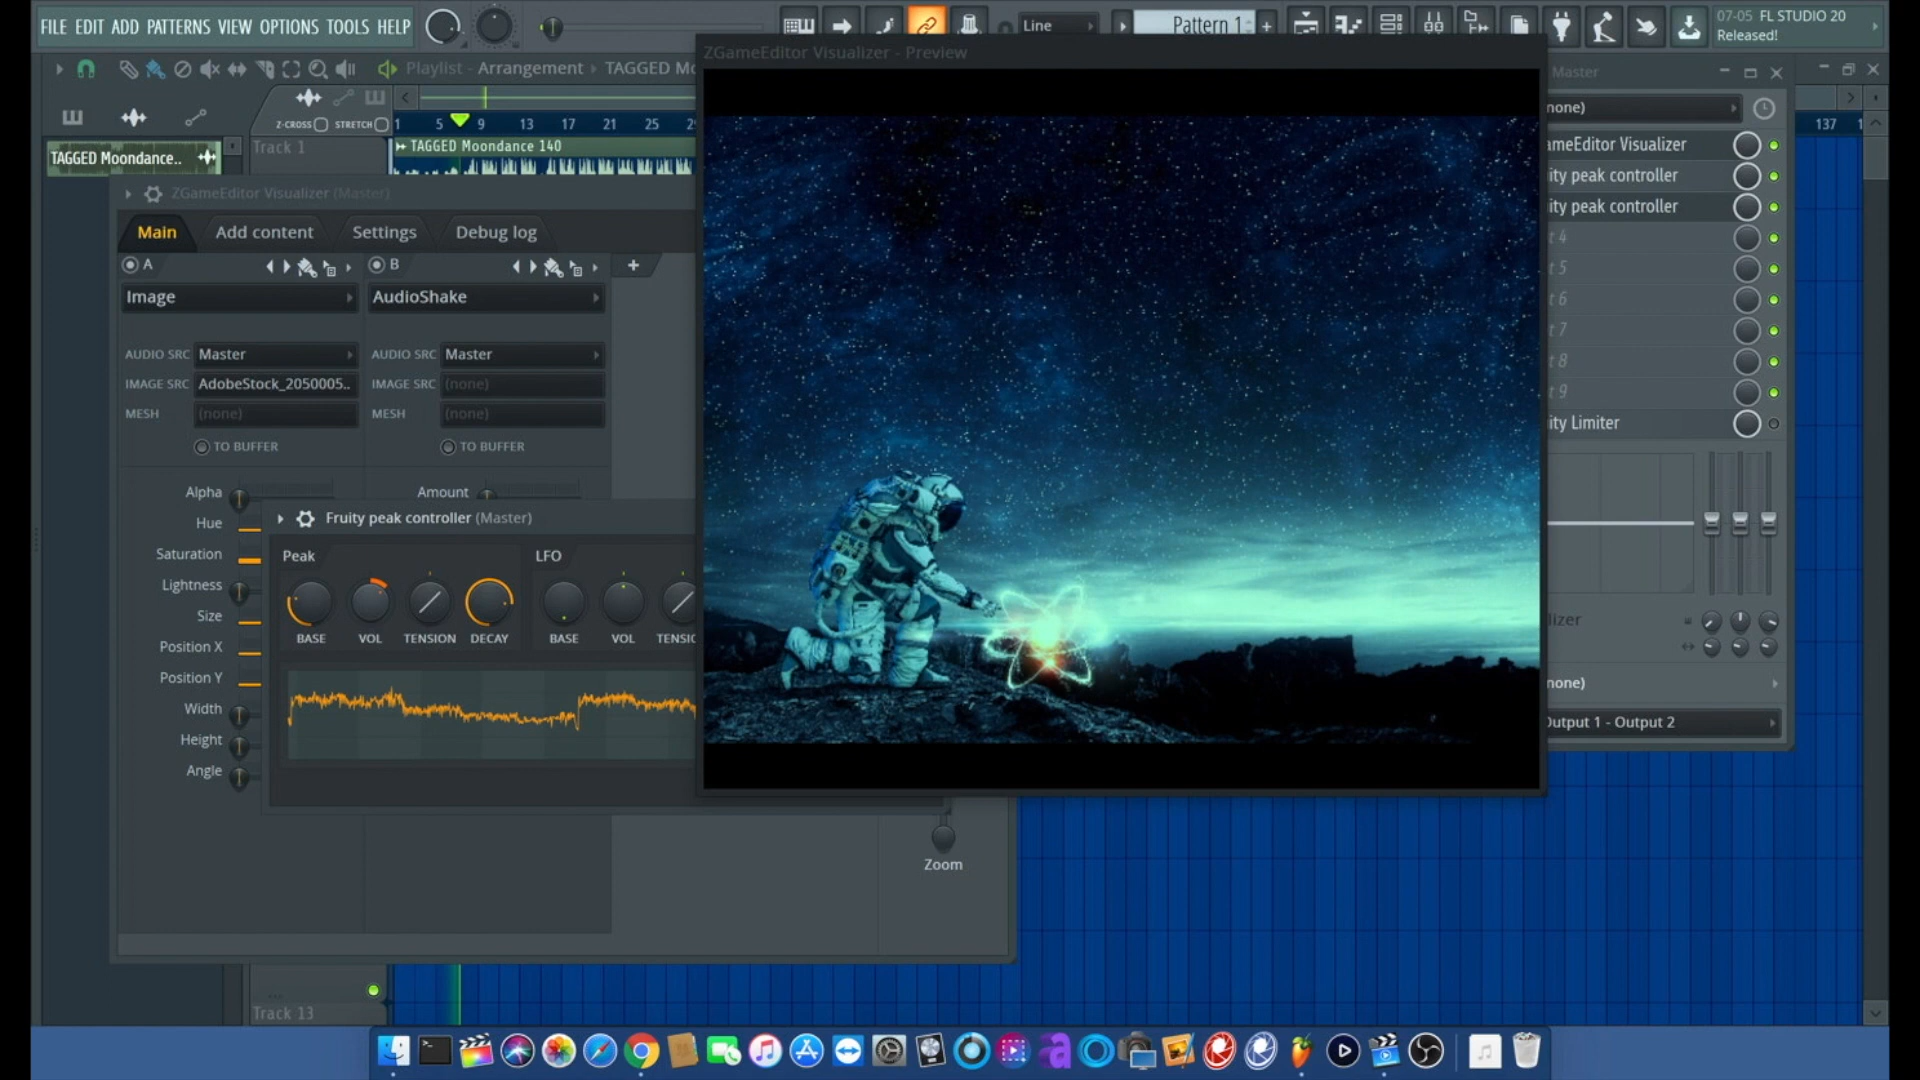 FILE EDIT ADD PATTERNS VIEW OPTIONS TOOLS HELP
Line
Pattern 1
07-05 FL STUDIO 20
Released!
Playlist - Arrangement TAGGED
ZGameEditor Visualizer - Preview
Master
Z-CROSS STRETCH
1 5 9 13 17 21 25
137
TAGGED Moondance..
Track 1
TAGGED Moondance 140
ZGameEditor Visualizer (Master)
Main Add content Settings Debug log
A
B
Image
AudioShake
AUDIO SRC Master
AUDIO SRC Master
IMAGE SRC AdobeStock_2050005..
IMAGE SRC (none)
MESH (none)
MESH (none)
TO BUFFER
TO BUFFER
Alpha
Amount
Hue
Saturation
Lightness
Size
Position X
Position Y
Width
Height
Angle
Fruity peak controller (Master)
Peak
LFO
BASE VOL TENSION DECAY
BASE VOL
Zoom
Track 13
none)
ameEditor Visualizer
ity peak controller
ity peak controller
t 4
t 5
t 6
t 7
t 8
t 9
ity Limiter
lizer
none)
Output 1 - Output 2